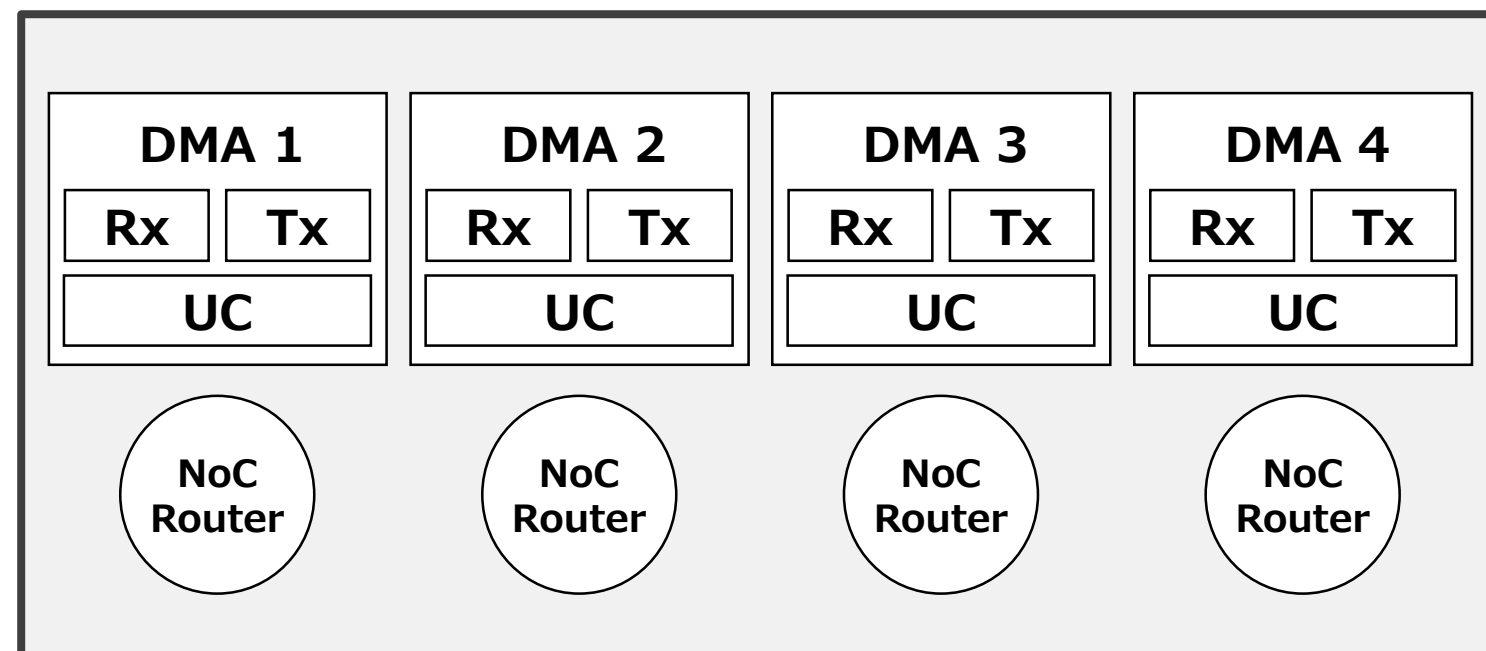 DMA 1
Rx Tx
UC
DMA 2
Rx Tx
UC
DMA 3
Rx Tx
UC
DMA 4
Rx Tx
UC
NoC
Router
NoC
Router
NoC
Router
NoC
Router